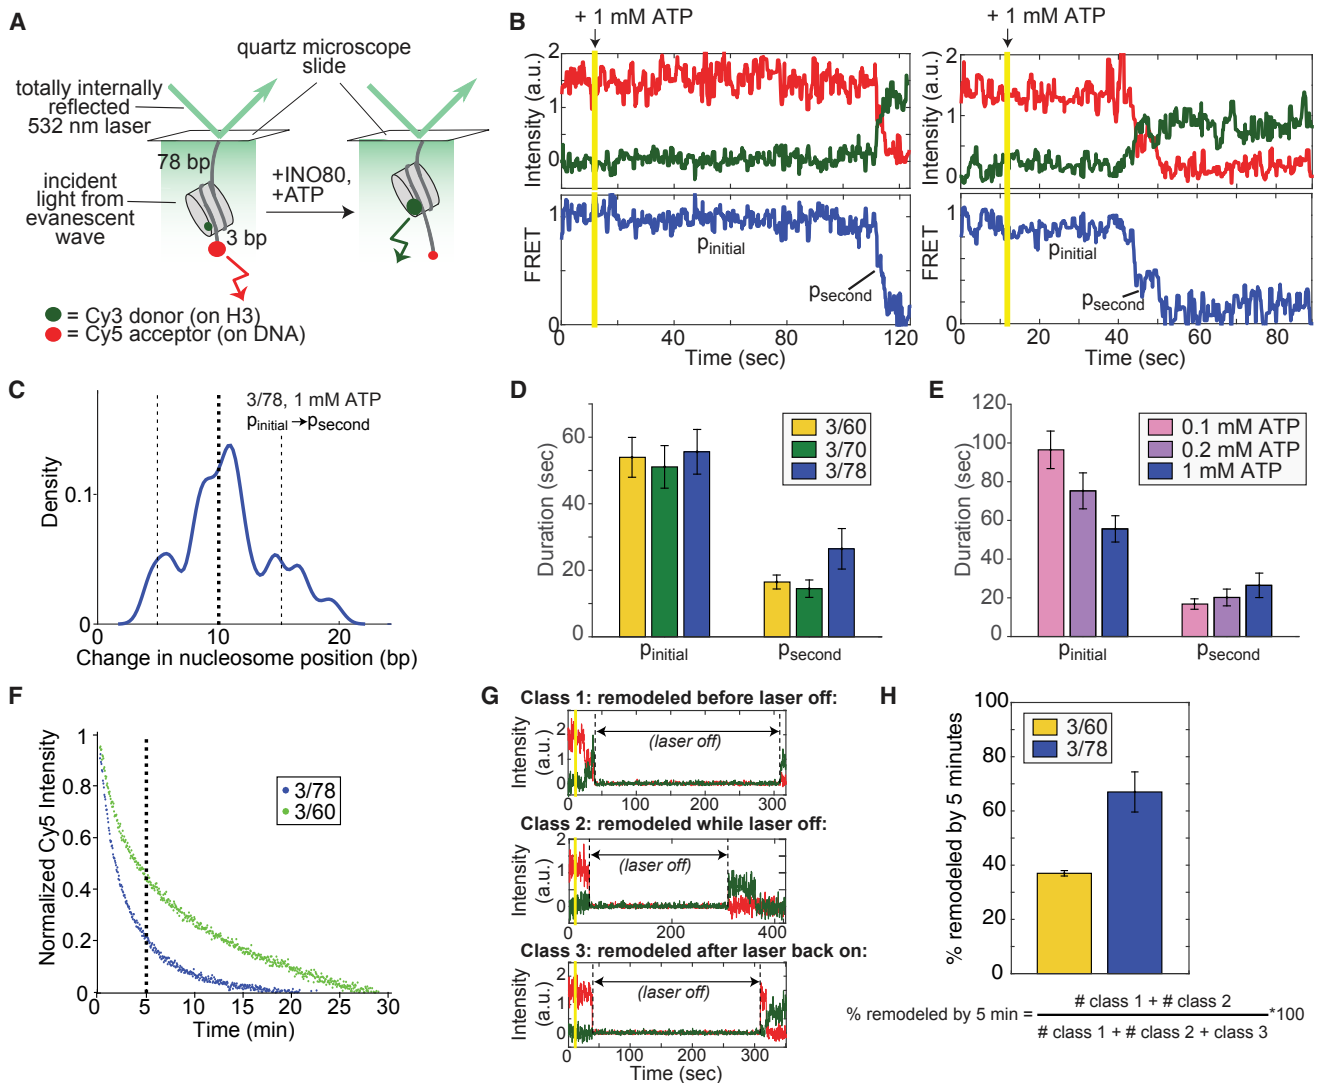 A
quartz microscope
slide
totally internally
reflected
532 nm laser
78 bp
incident
light from
evanescent
wave
+INO80,
+ATP
3 bp
= Cy3 donor (on H3)
= Cy5 acceptor (on DNA)
B
+ 1 mM ATP
Intensity (a.u.)
2
1
0
FRET
1
0
pinitial
psecond
0
40
80
120
Time (sec)
+ 1 mM ATP
Intensity (a.u.)
2
1
0
FRET
1
0
pinitial
psecond
0
20
40
60
80
Time (sec)
C
3/78, 1 mM ATP
pinitial→psecond
Density
0.1
0
0
10
20
Change in nucleosome position (bp)
D
Duration (sec)
60
40
20
0
3/60
3/70
3/78
pinitial
psecond
E
Duration (sec)
120
100
80
60
40
20
0
0.1 mM ATP
0.2 mM ATP
1 mM ATP
pinitial
psecond
F
Normalized Cy5 Intensity
1
0.8
0.6
0.4
0.2
0
3/78
3/60
0
5
10
15
20
25
30
Time (min)
G
Class 1: remodeled before laser off:
Intensity
(a.u.)
2
1
0
(laser off)
0
100
200
300
Class 2: remodeled while laser off:
Intensity
(a.u.)
2
1
0
(laser off)
0
200
400
Class 3: remodeled after laser back on:
Intensity
(a.u.)
2
1
0
(laser off)
0
100
200
300
Time (sec)
H
% remodeled by 5 minutes
100
80
60
40
20
0
3/60
3/78
% remodeled by 5 min =
# class 1 + # class 2
# class 1 + # class 2 + class 3
*100